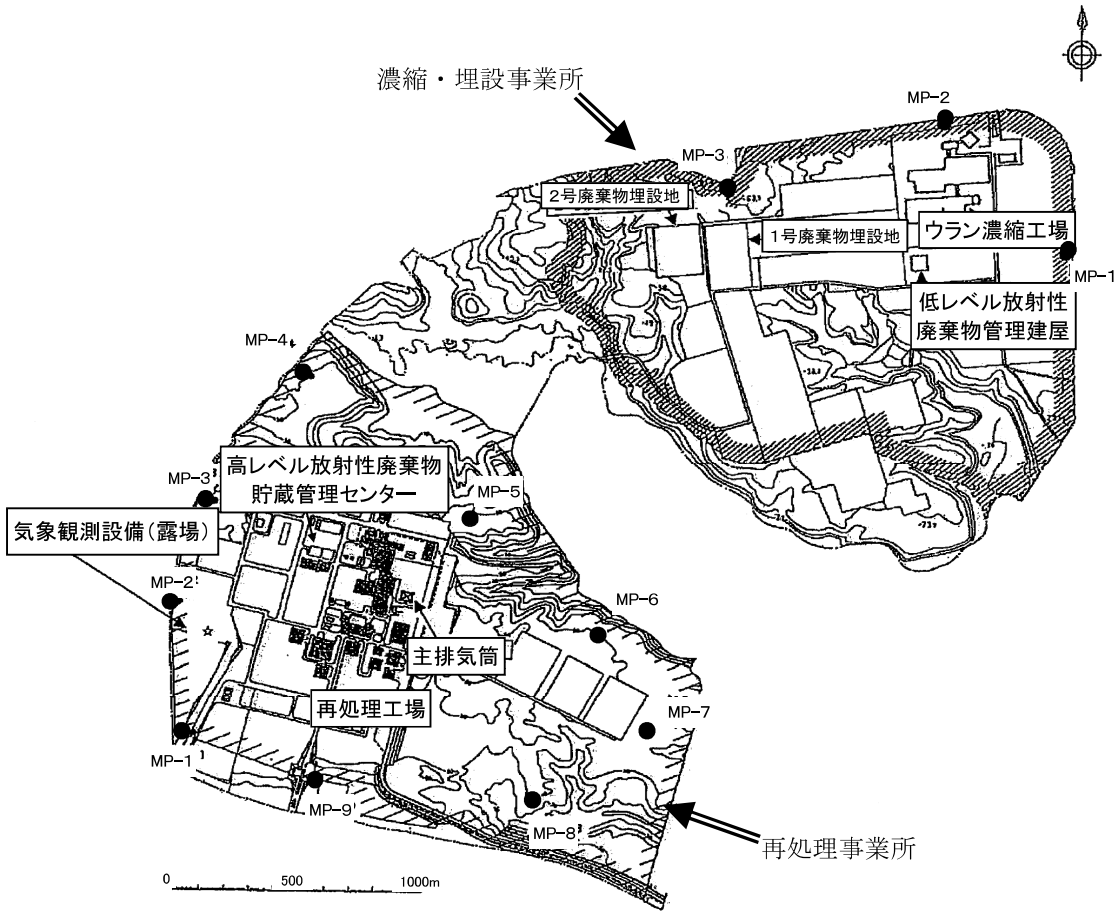 濃縮・埋設事業所
MP-2
MP-3
2号廃棄物埋設地
1号廃棄物埋設地
ウラン濃縮工場
MP-1
低レベル放射性
廃棄物管理建屋
MP-4
高レベル放射性廃棄物
貯蔵管理センター
MP-3
MP-5
気象観測設備(露場)
MP-2
MP-6
主排気筒
再処理工場
MP-7
MP-1
MP-9
MP-8
再処理事業所
0
500
1000m